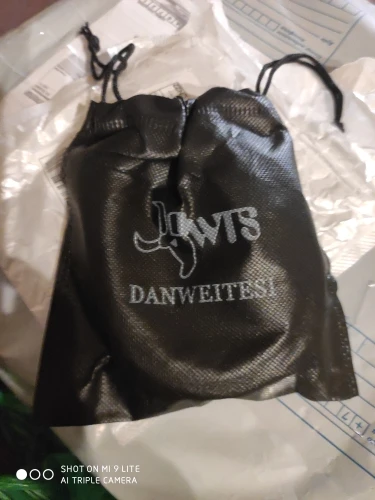 DWTS
DANWEITESI
SHOT ON MI 9 LITE
AI TRIPLE CAMERA